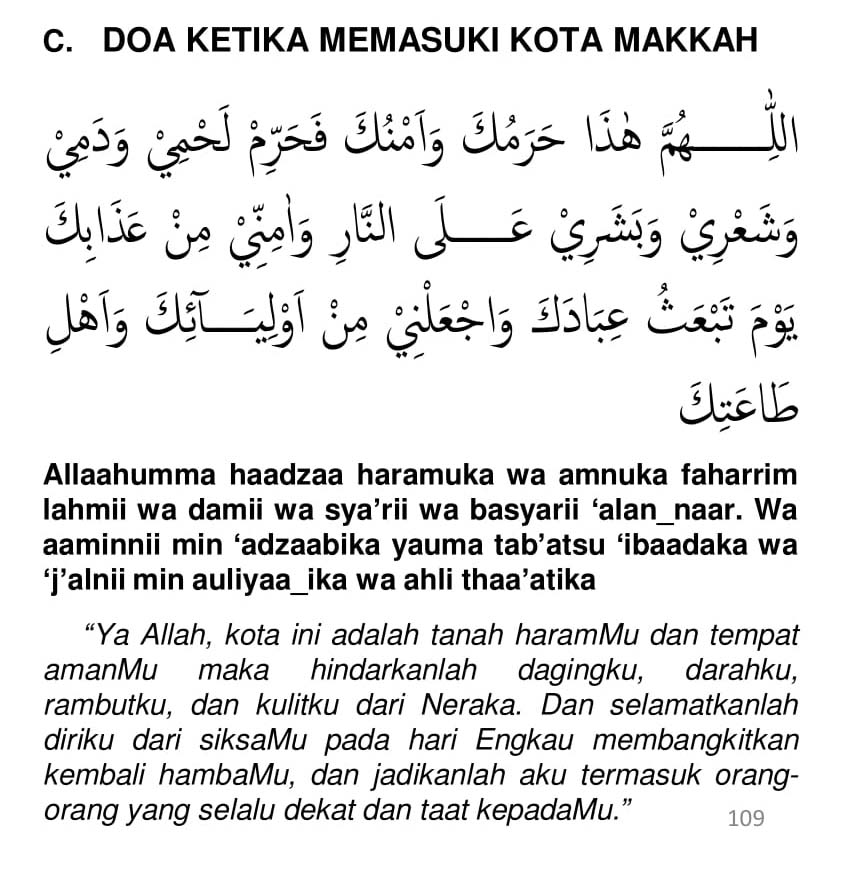 C. DOA KETIKA MEMASUKI KOTA MAKKAH
اللّٰـــــهُمَّ هٰذَا حَرَمُكَ وَأَمْنُكَ فَحَرِّمْ لَحْمِيْ وَدَمِيْ
وَشَعْرِيْ وَبَشَرِيْ عَـــلَى النَّارِ وَاٰمِنِّيْ مِنْ عَذَابِكَ
يَوْمَ تَبْعَثُ عِبَادَكَ وَاجْعَلْنِيْ مِنْ أَوْلِيَــآئِكَ وَأَهْلِ
طَاعَتِكَ
Allaahumma haadzaa haramuka wa amnuka faharrim
lahmii wa damii wa sya’rii wa basyarii ‘alan_naar. Wa
aaminnii min ‘adzaabika yauma tab’atsu ‘ibaadaka wa
‘j’alnii min auliyaa_ika wa ahli thaa’atika
“Ya Allah, kota ini adalah tanah haramMu dan tempat
amanMu maka hindarkanlah dagingku, darahku,
rambutku, dan kulitku dari Neraka. Dan selamatkanlah
diriku dari siksaMu pada hari Engkau membangkitkan
kembali hambaMu, dan jadikanlah aku termasuk orang-
orang yang selalu dekat dan taat kepadaMu.”
109